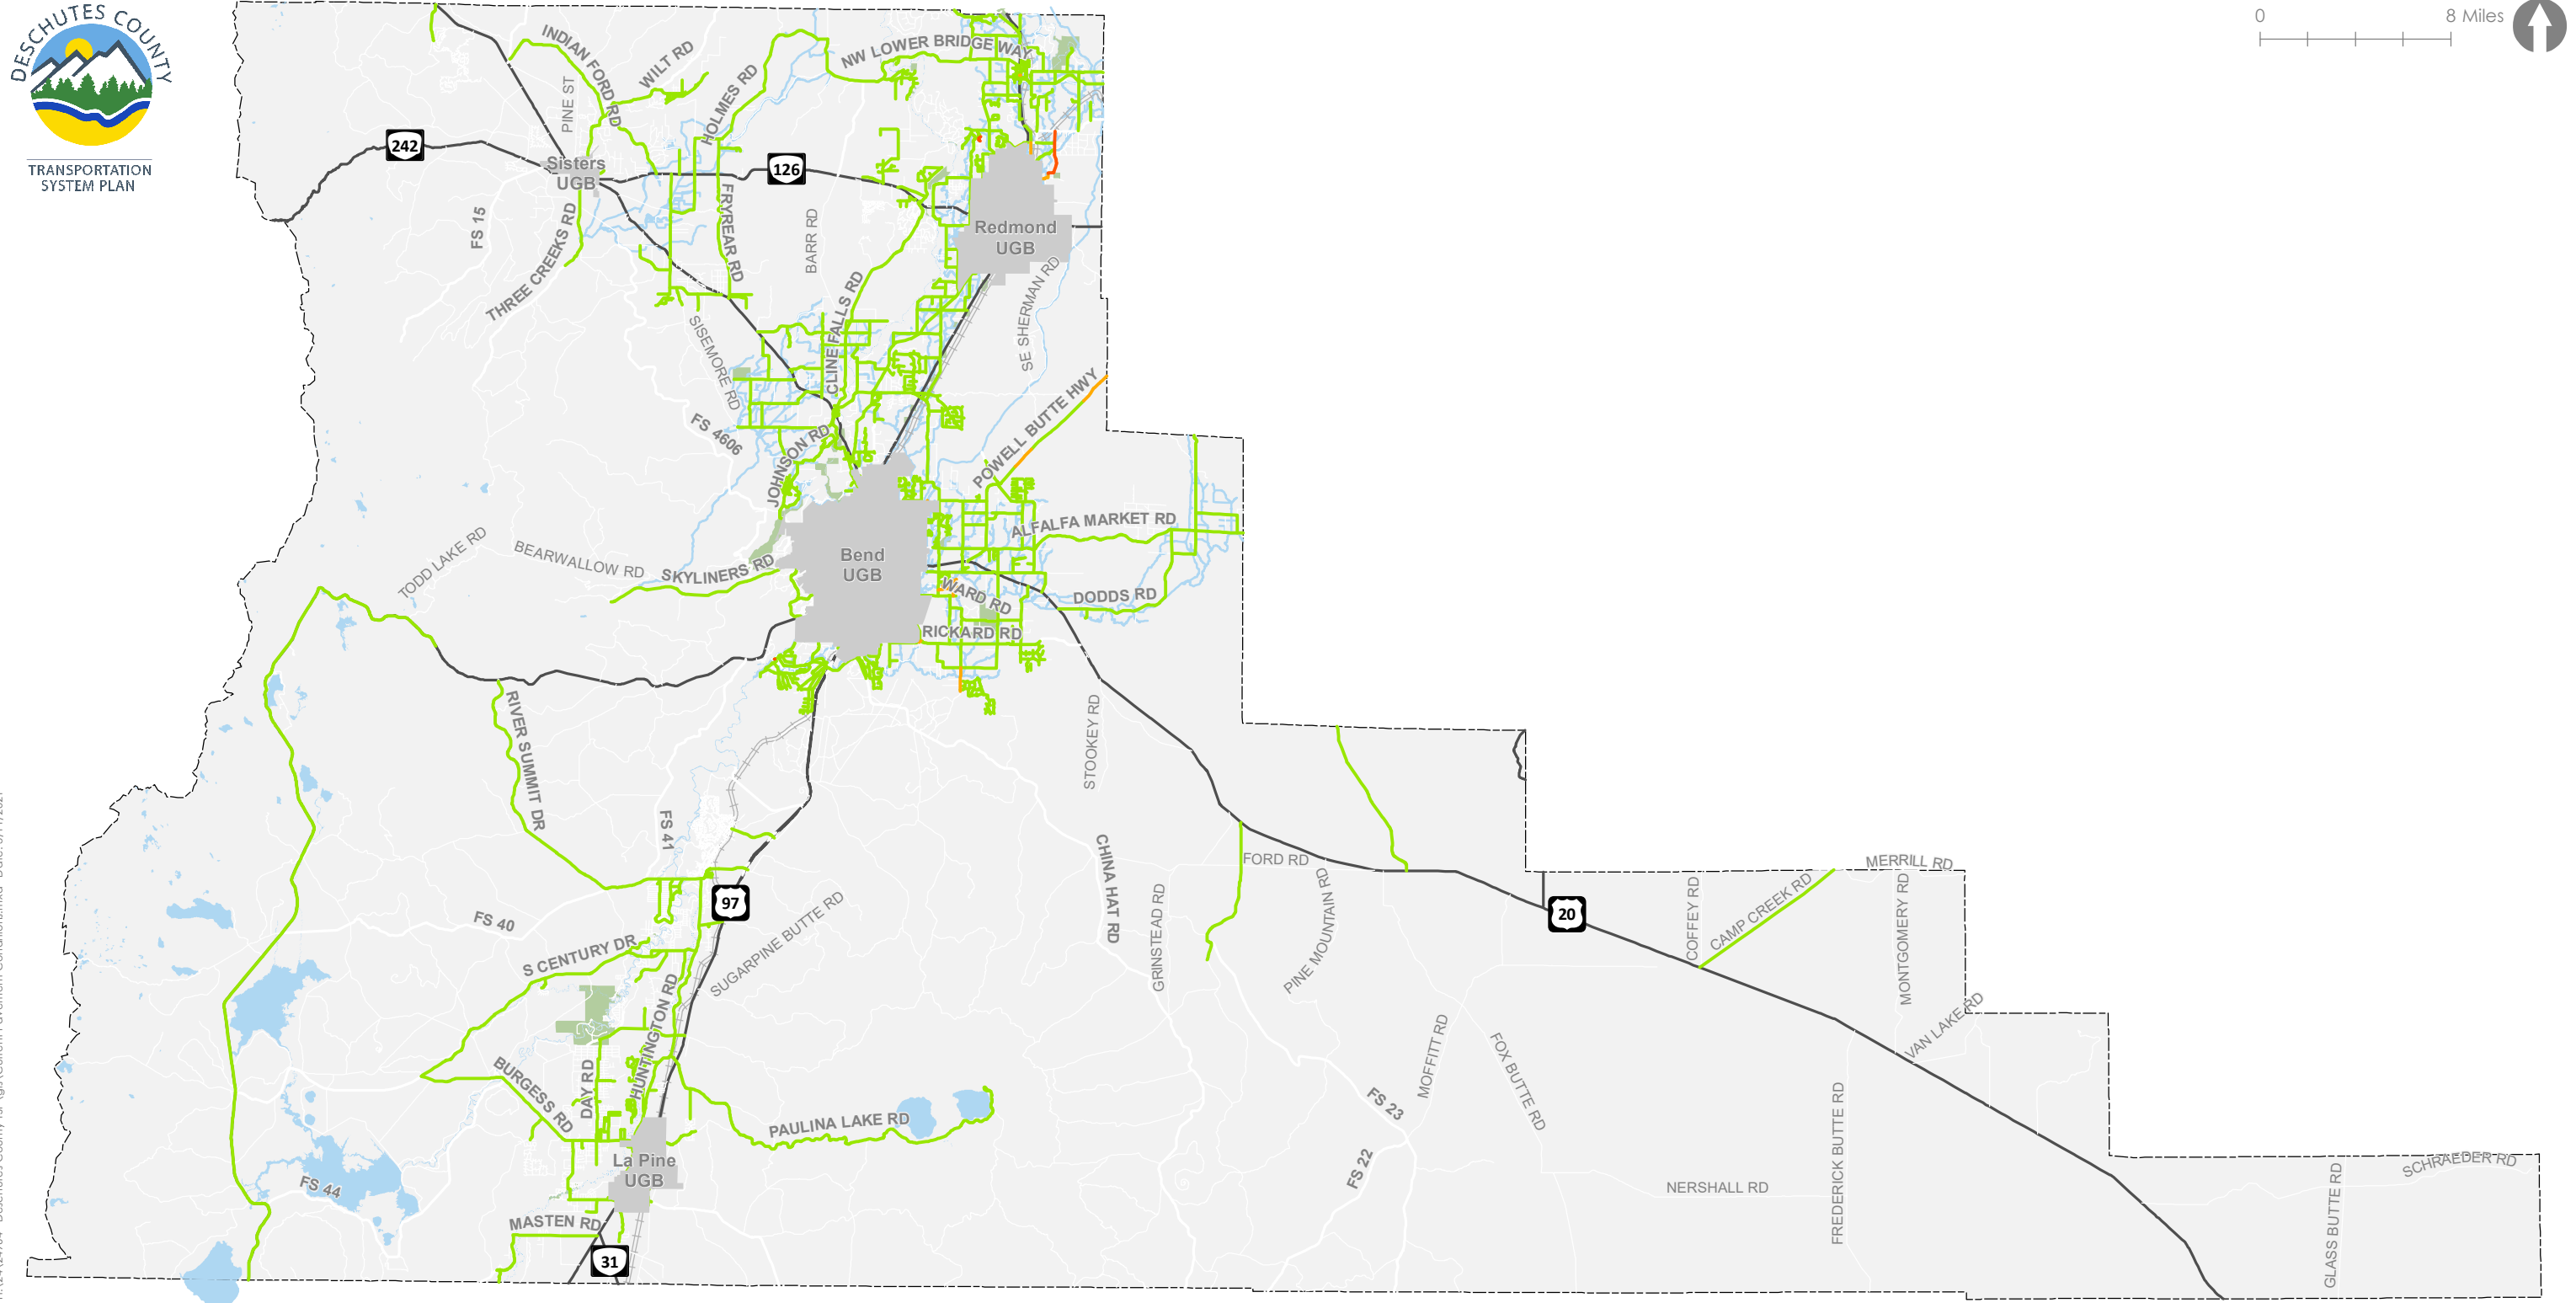 DESCHUTES COUNTY
TRANSPORTATION
SYSTEM PLAN
0
8 Miles
INDIAN FORD RD
WILT RD
PINE ST
HOLMES RD
NW LOWER BRIDGE WAY
242
126
Sisters
UGB
FS 15
THREE CREEKS RD
FRYREAR RD
BARR RD
Redmond
UGB
SE SHERMAN RD
CLINE FALLS RD
SISEMORE RD
FS 4606
JOHNSON RD
POWELL BUTTE HWY
ALFALFA MARKET RD
TODD LAKE RD
BEARWALLOW RD
SKYLINERS RD
Bend
UGB
WARD RD
DODDS RD
RICKARD RD
RIVER SUMMIT DR
STOOKEY RD
FS 41
CHINA HAT RD
FORD RD
GRINSTEAD RD
PINE MOUNTAIN RD
97
20
SUGARPINE BUTTE RD
FS 40
S CENTURY DR
COFFEY RD
CAMP CREEK RD
MERRILL RD
MONTGOMERY RD
VAN LAKE RD
HUNTINGTON RD
BURGESS RD
DAY RD
PAULINA LAKE RD
MOFFITT RD
FOX BUTTE RD
FS 23
FS 22
FREDERICK BUTTE RD
NERSHALL RD
SCHRAEDER RD
GLASS BUTTE RD
La Pine
UGB
FS 44
MASTEN RD
31